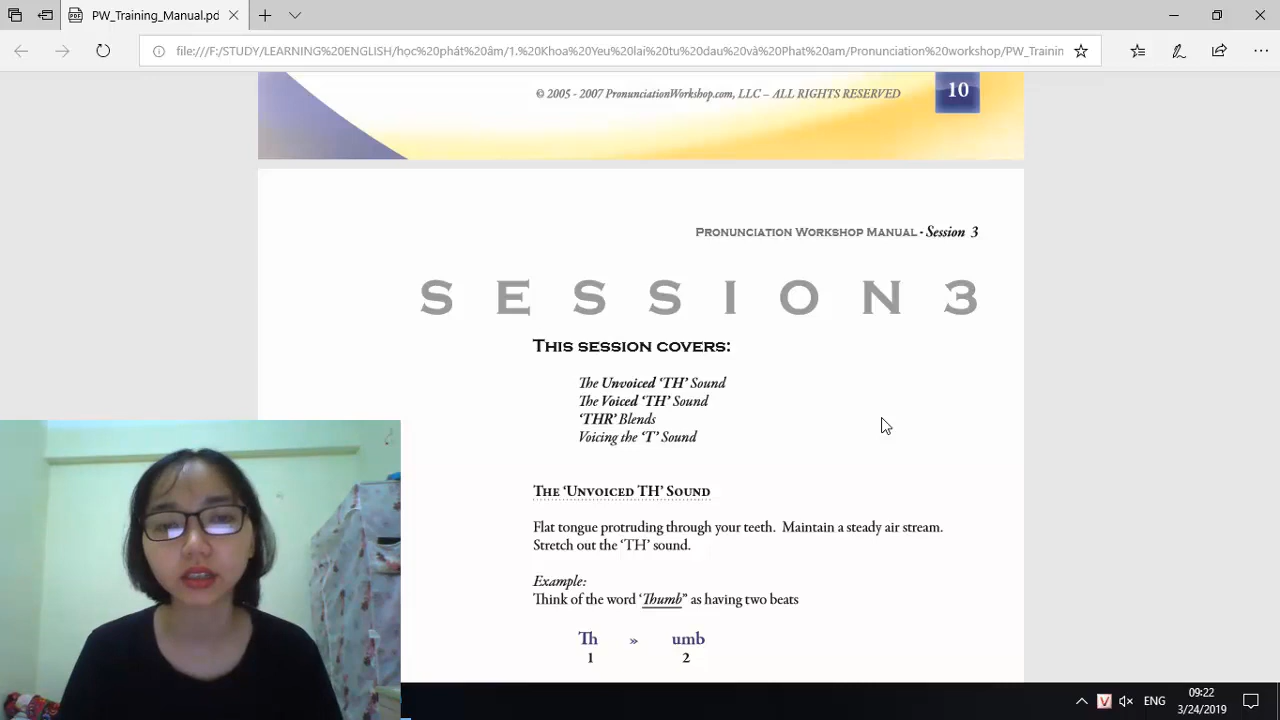 file:///F:/STUDY/LEARNING%20ENGLISH/học%20phát%20âm/1.%20Khoa%20Yeu%20lai%20tu%20dau%20và%20Phat%20am/Pronunciation%20workshop/PW_Trainin
© 2005 - 2007 PronunciationWorkshop.com, LLC – ALL RIGHTS RESERVED
10
Pronunciation Workshop Manual - Session 3
SESSION 3
This session covers:
The Unvoiced ‘TH’ Sound
The Voiced ‘TH’ Sound
‘THR’ Blends
Voicing the ‘T’ Sound
The ‘Unvoiced TH’ Sound
Flat tongue protruding through your teeth. Maintain a steady air stream.
Stretch out the ‘TH’ sound.
Example:
Think of the word ‘Thumb” as having two beats
Th » umb
1 2
V ENG 09:22
3/24/2019